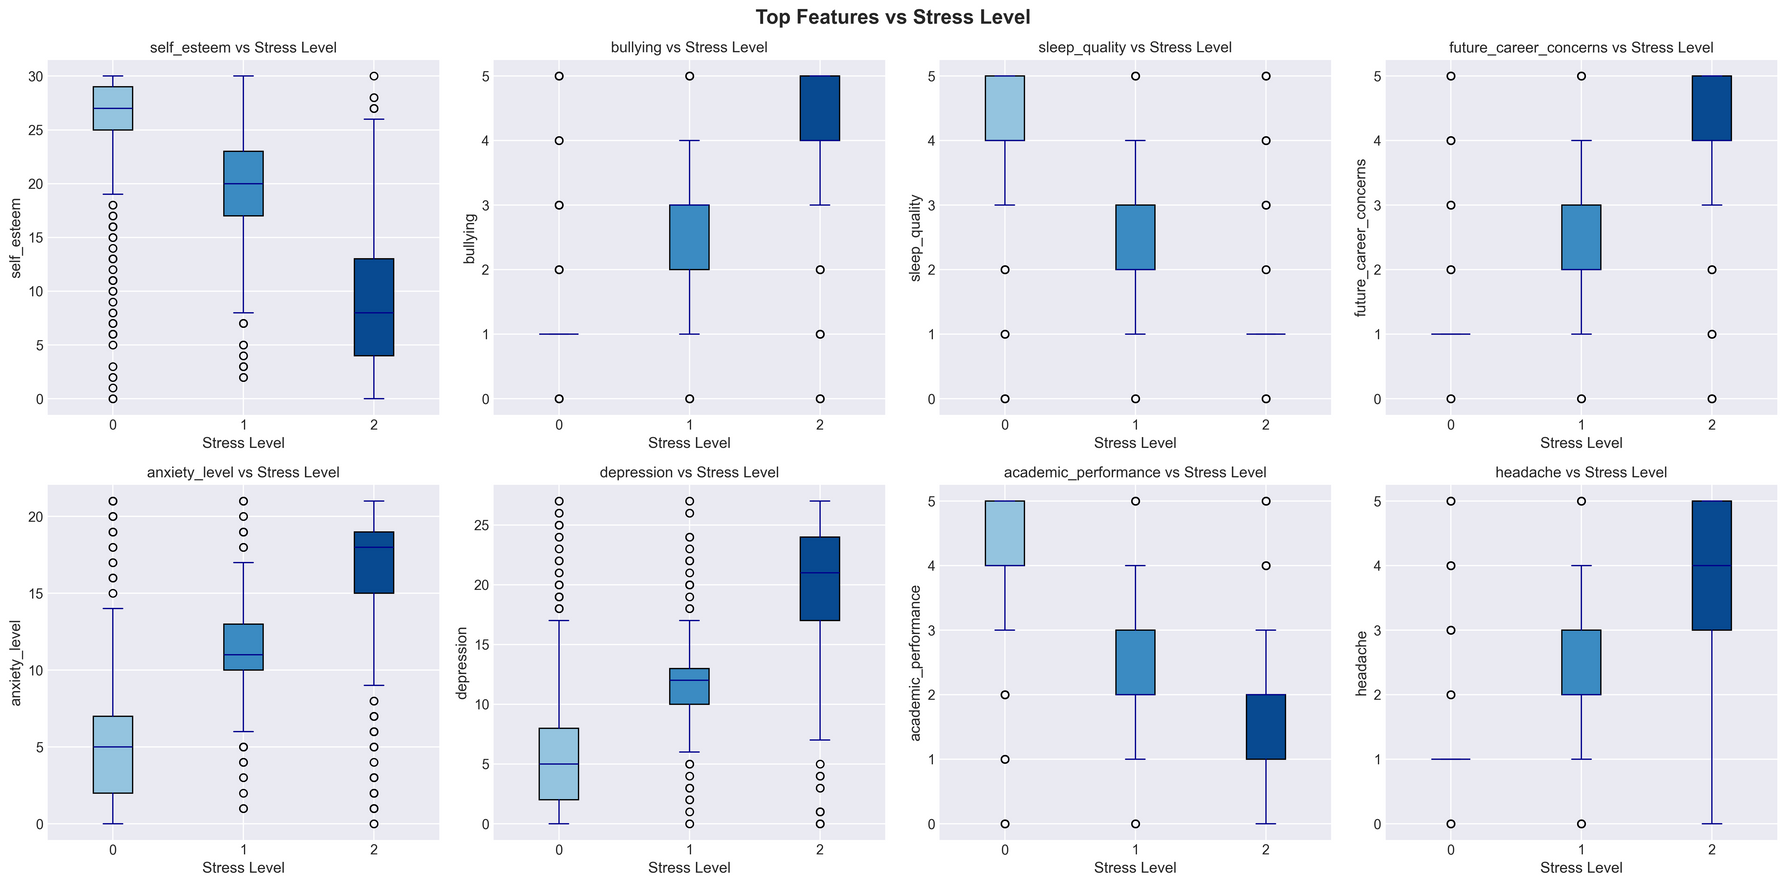 Top Features vs Stress Level
self_esteem vs Stress Level
30
25
20
15
10
5
0
self_esteem
0 1 2
Stress Level
bullying vs Stress Level
5
4
3
2
1
0
bullying
0 1 2
Stress Level
sleep_quality vs Stress Level
5
4
3
2
1
0
sleep_quality
0 1 2
Stress Level
future_career_concerns vs Stress Level
5
4
3
2
1
0
future_career_concerns
0 1 2
Stress Level
anxiety_level vs Stress Level
20
15
10
5
0
anxiety_level
0 1 2
Stress Level
depression vs Stress Level
25
20
15
10
5
0
depression
0 1 2
Stress Level
academic_performance vs Stress Level
5
4
3
2
1
0
academic_performance
0 1 2
Stress Level
headache vs Stress Level
5
4
3
2
1
0
headache
0 1 2
Stress Level